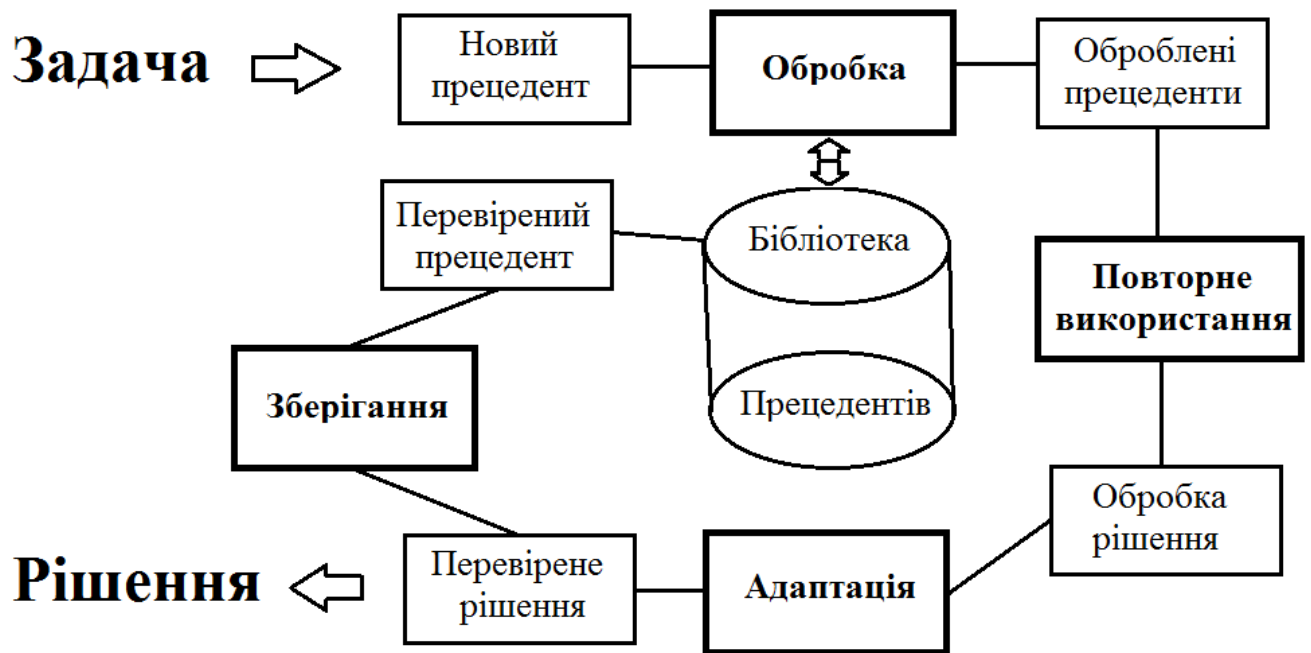 Задача
Новий
прецедент
Обробка
Оброблені
прецеденти
Перевірений
прецедент
Бібліотека
Повторне
використання
Зберігання
Прецедентів
Обробка
рішення
Рішення
Перевірене
рішення
Адаптація